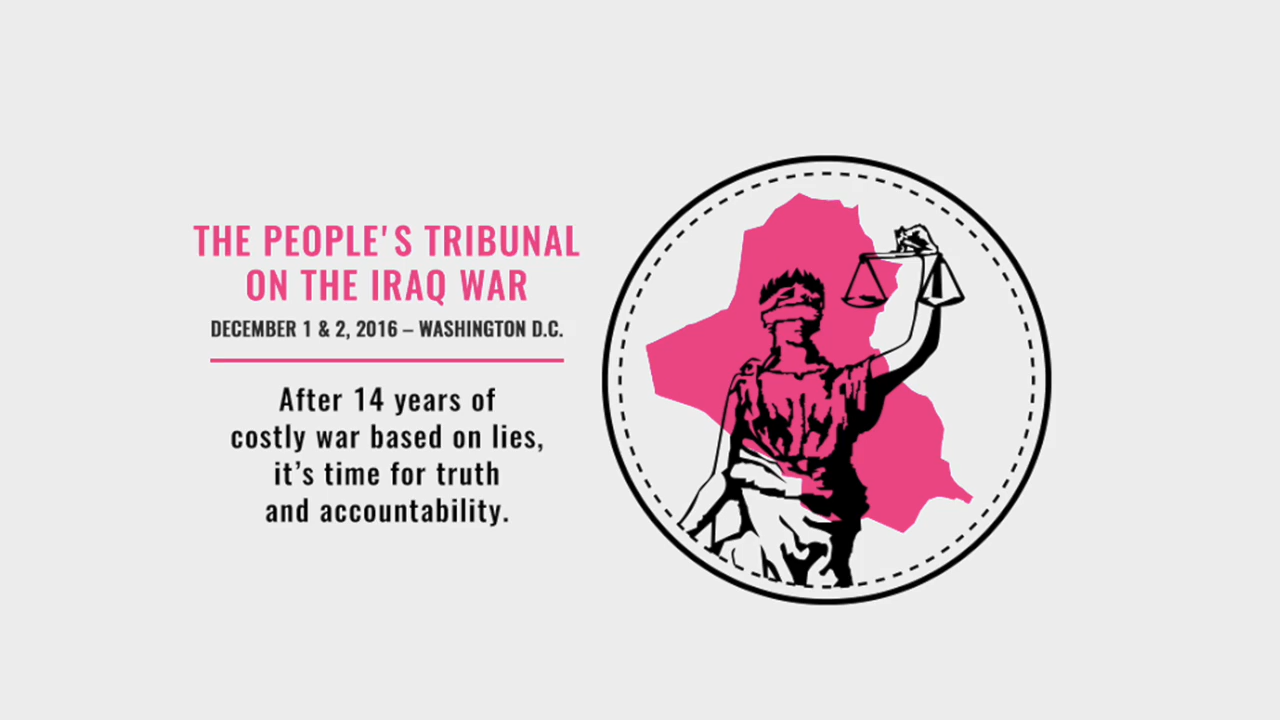 THE PEOPLE'S TRIBUNAL
ON THE IRAQ WAR
DECEMBER 1 & 2, 2016 – WASHINGTON D.C.
After 14 years of
costly war based on lies,
it’s time for truth
and accountability.